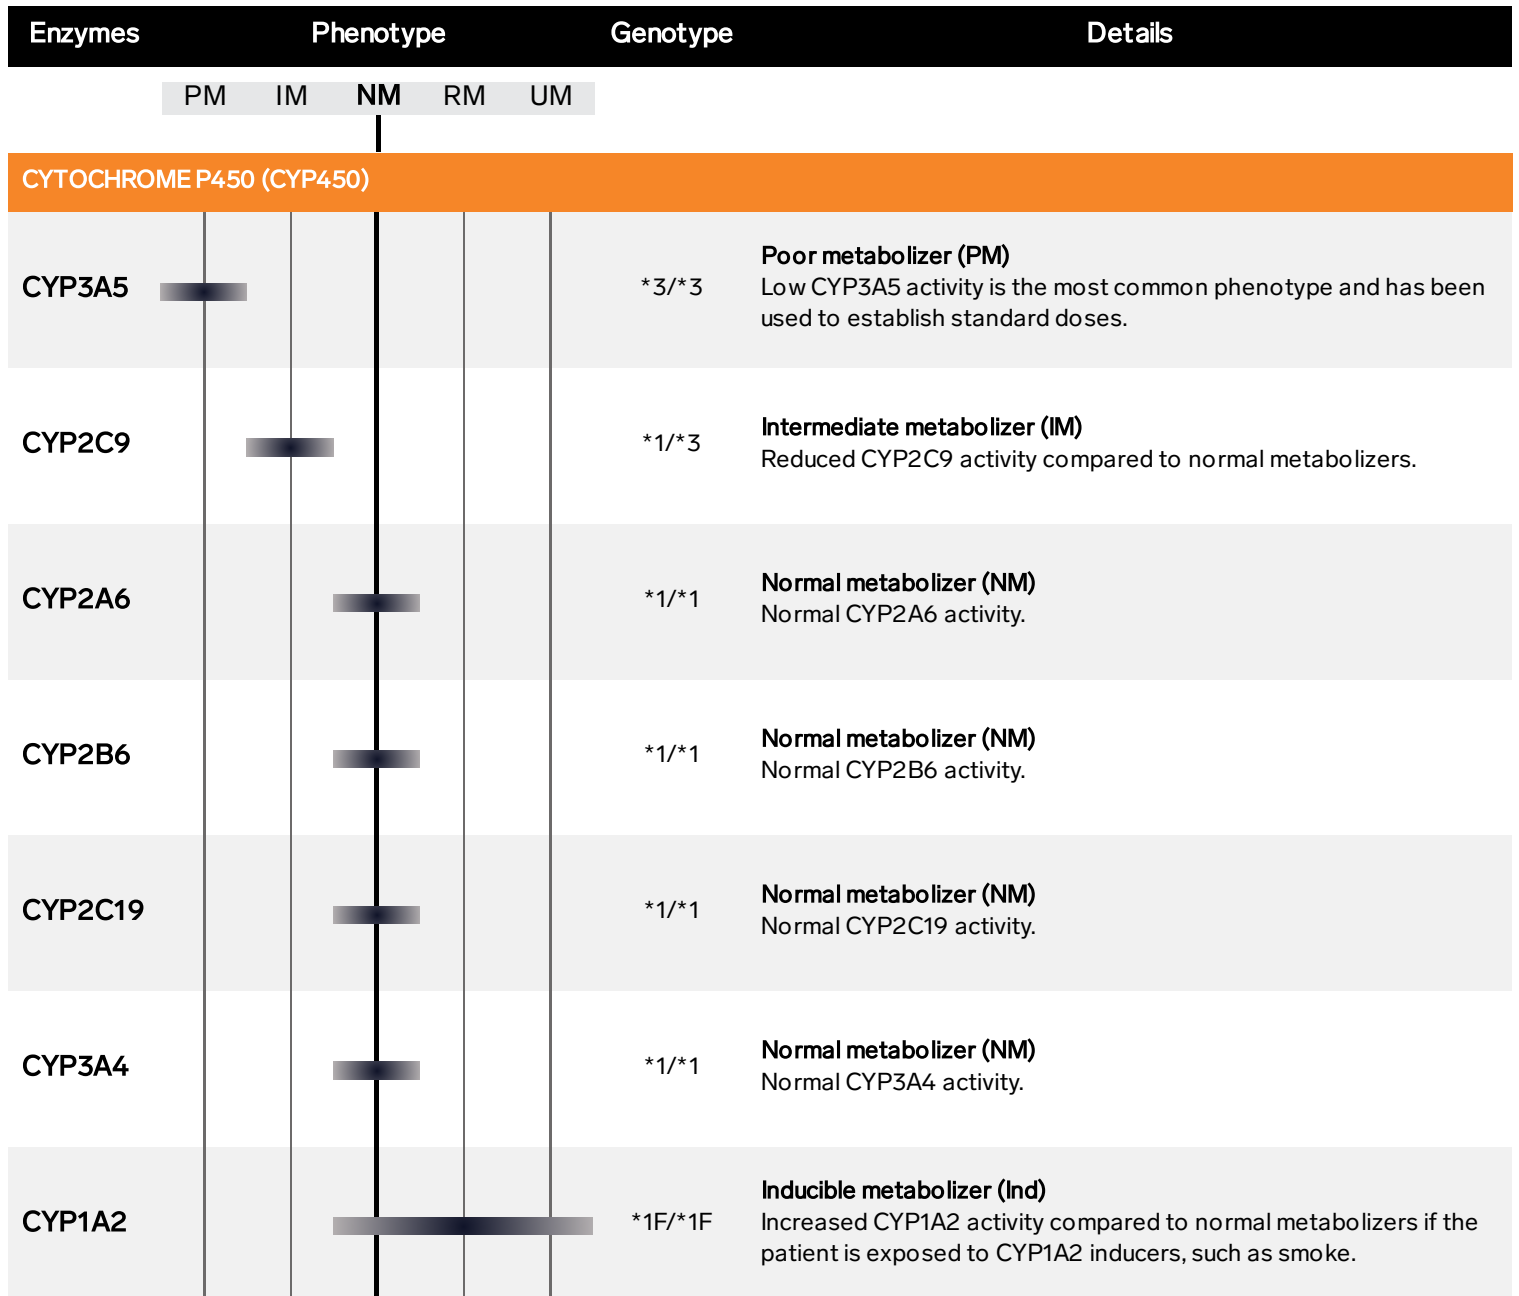 Enzymes Phenotype Genotype Details
PM IM NM RM UM
CYTOCHROME P450 (CYP450)
CYP3A5 *3/*3
Poor metabolizer (PM)
Low CYP3A5 activity is the most common phenotype and has been
used to establish standard doses.
CYP2C9 *1/*3
Intermediate metabolizer (IM)
Reduced CYP2C9 activity compared to normal metabolizers.
CYP2A6 *1/*1
Normal metabolizer (NM)
Normal CYP2A6 activity.
CYP2B6 *1/*1
Normal metabolizer (NM)
Normal CYP2B6 activity.
CYP2C19 *1/*1
Normal metabolizer (NM)
Normal CYP2C19 activity.
CYP3A4 *1/*1
Normal metabolizer (NM)
Normal CYP3A4 activity.
CYP1A2 *1F/*1F
Inducible metabolizer (Ind)
Increased CYP1A2 activity compared to normal metabolizers if the
patient is exposed to CYP1A2 inducers, such as smoke.